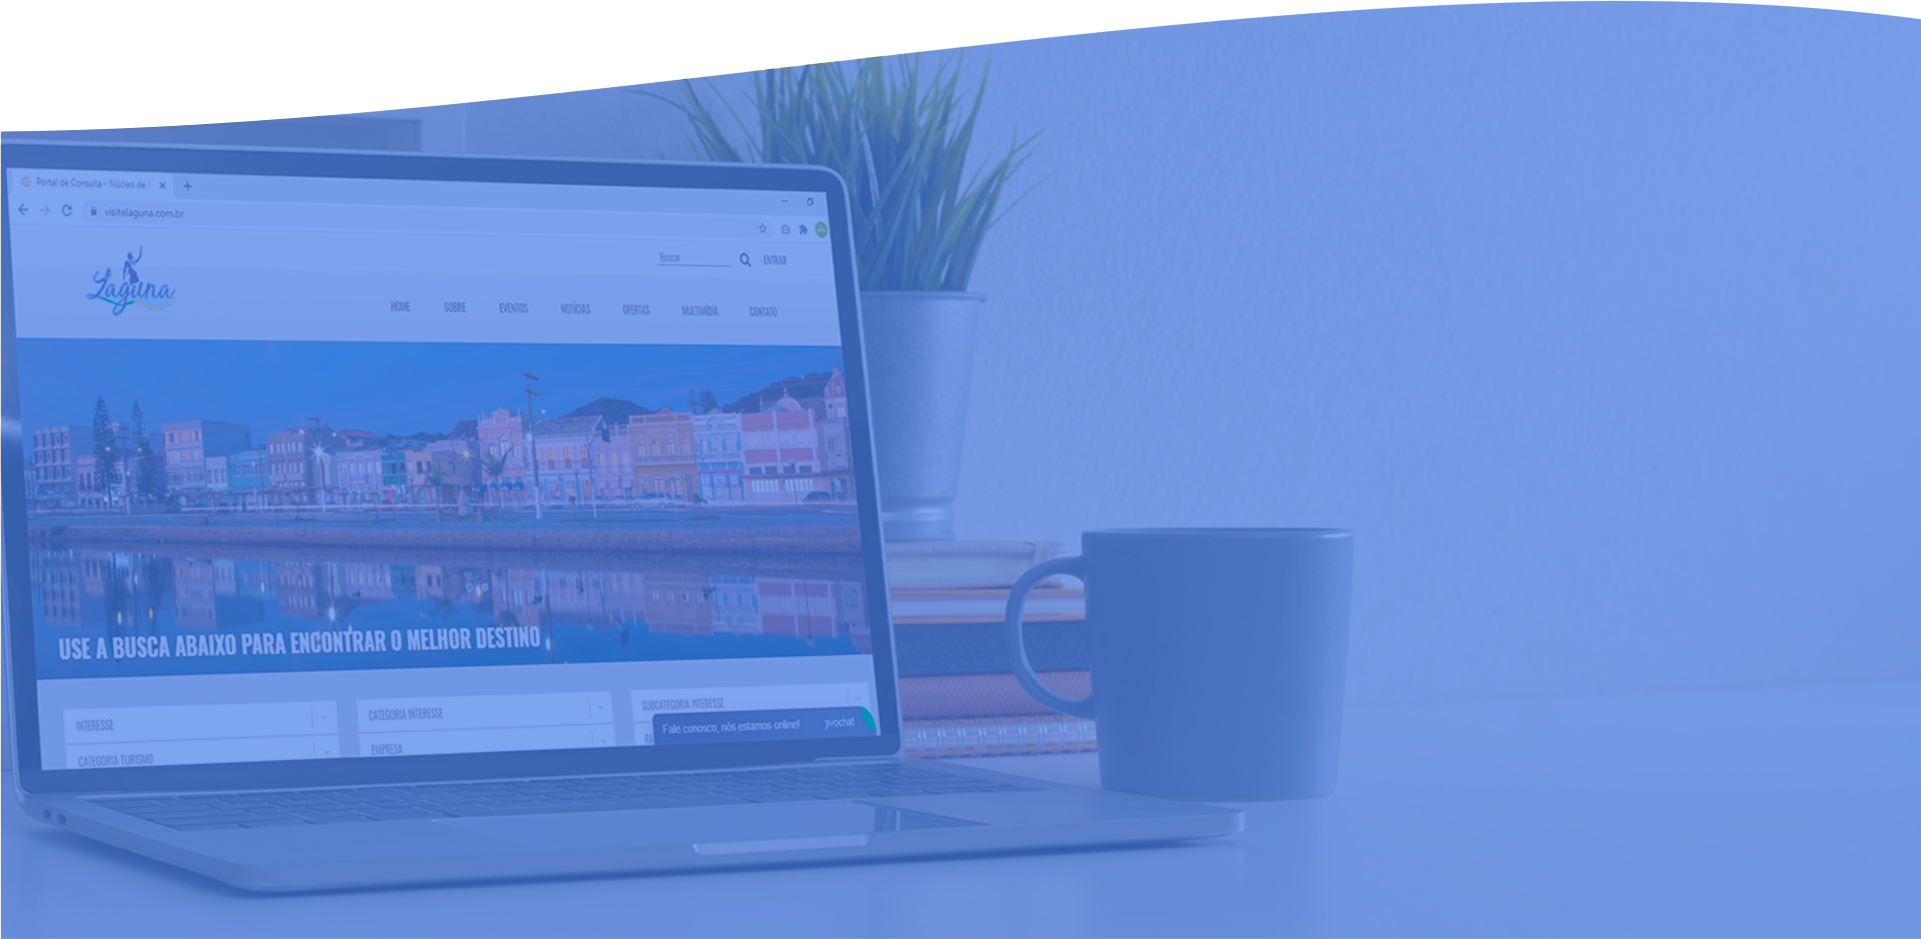 Portal de Consulta - Núcleo de T
visitelaguna.com.br
Laguna
Buscar
ENTRAR
HOME SOBRE EVENTOS NOTÍCIAS OFERTAS MULTIMÍDIA CONTATO
USE A BUSCA ABAIXO PARA ENCONTRAR O MELHOR DESTINO
INTERESSE
CATEGORIA INTERESSE
SUBCATEGORIA INTERESSE
CATEGORIA TURISMO
EMPRESA
Fale conosco, nós estamos online! jivochat